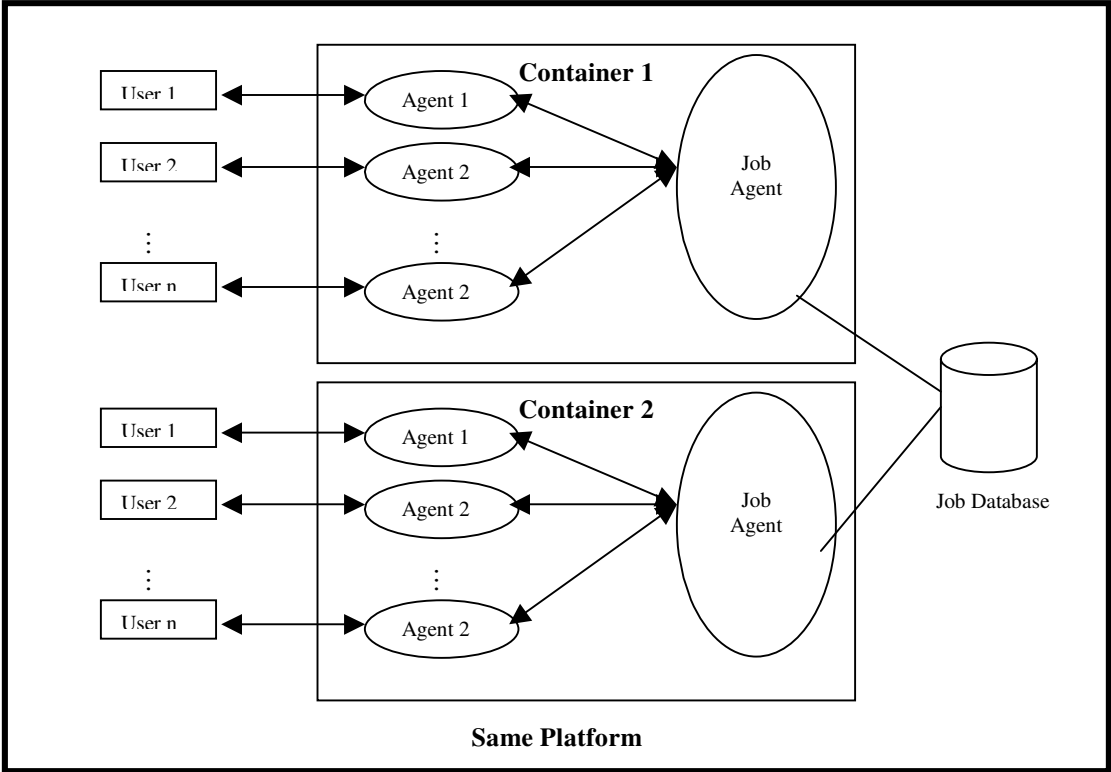 Container 1
User 1
Agent 1
User 2
Agent 2
Job
Agent
⋮
⋮
User n
Agent 2
Container 2
User 1
Agent 1
User 2
Agent 2
Job
Agent
Job Database
⋮
⋮
User n
Agent 2
Same Platform